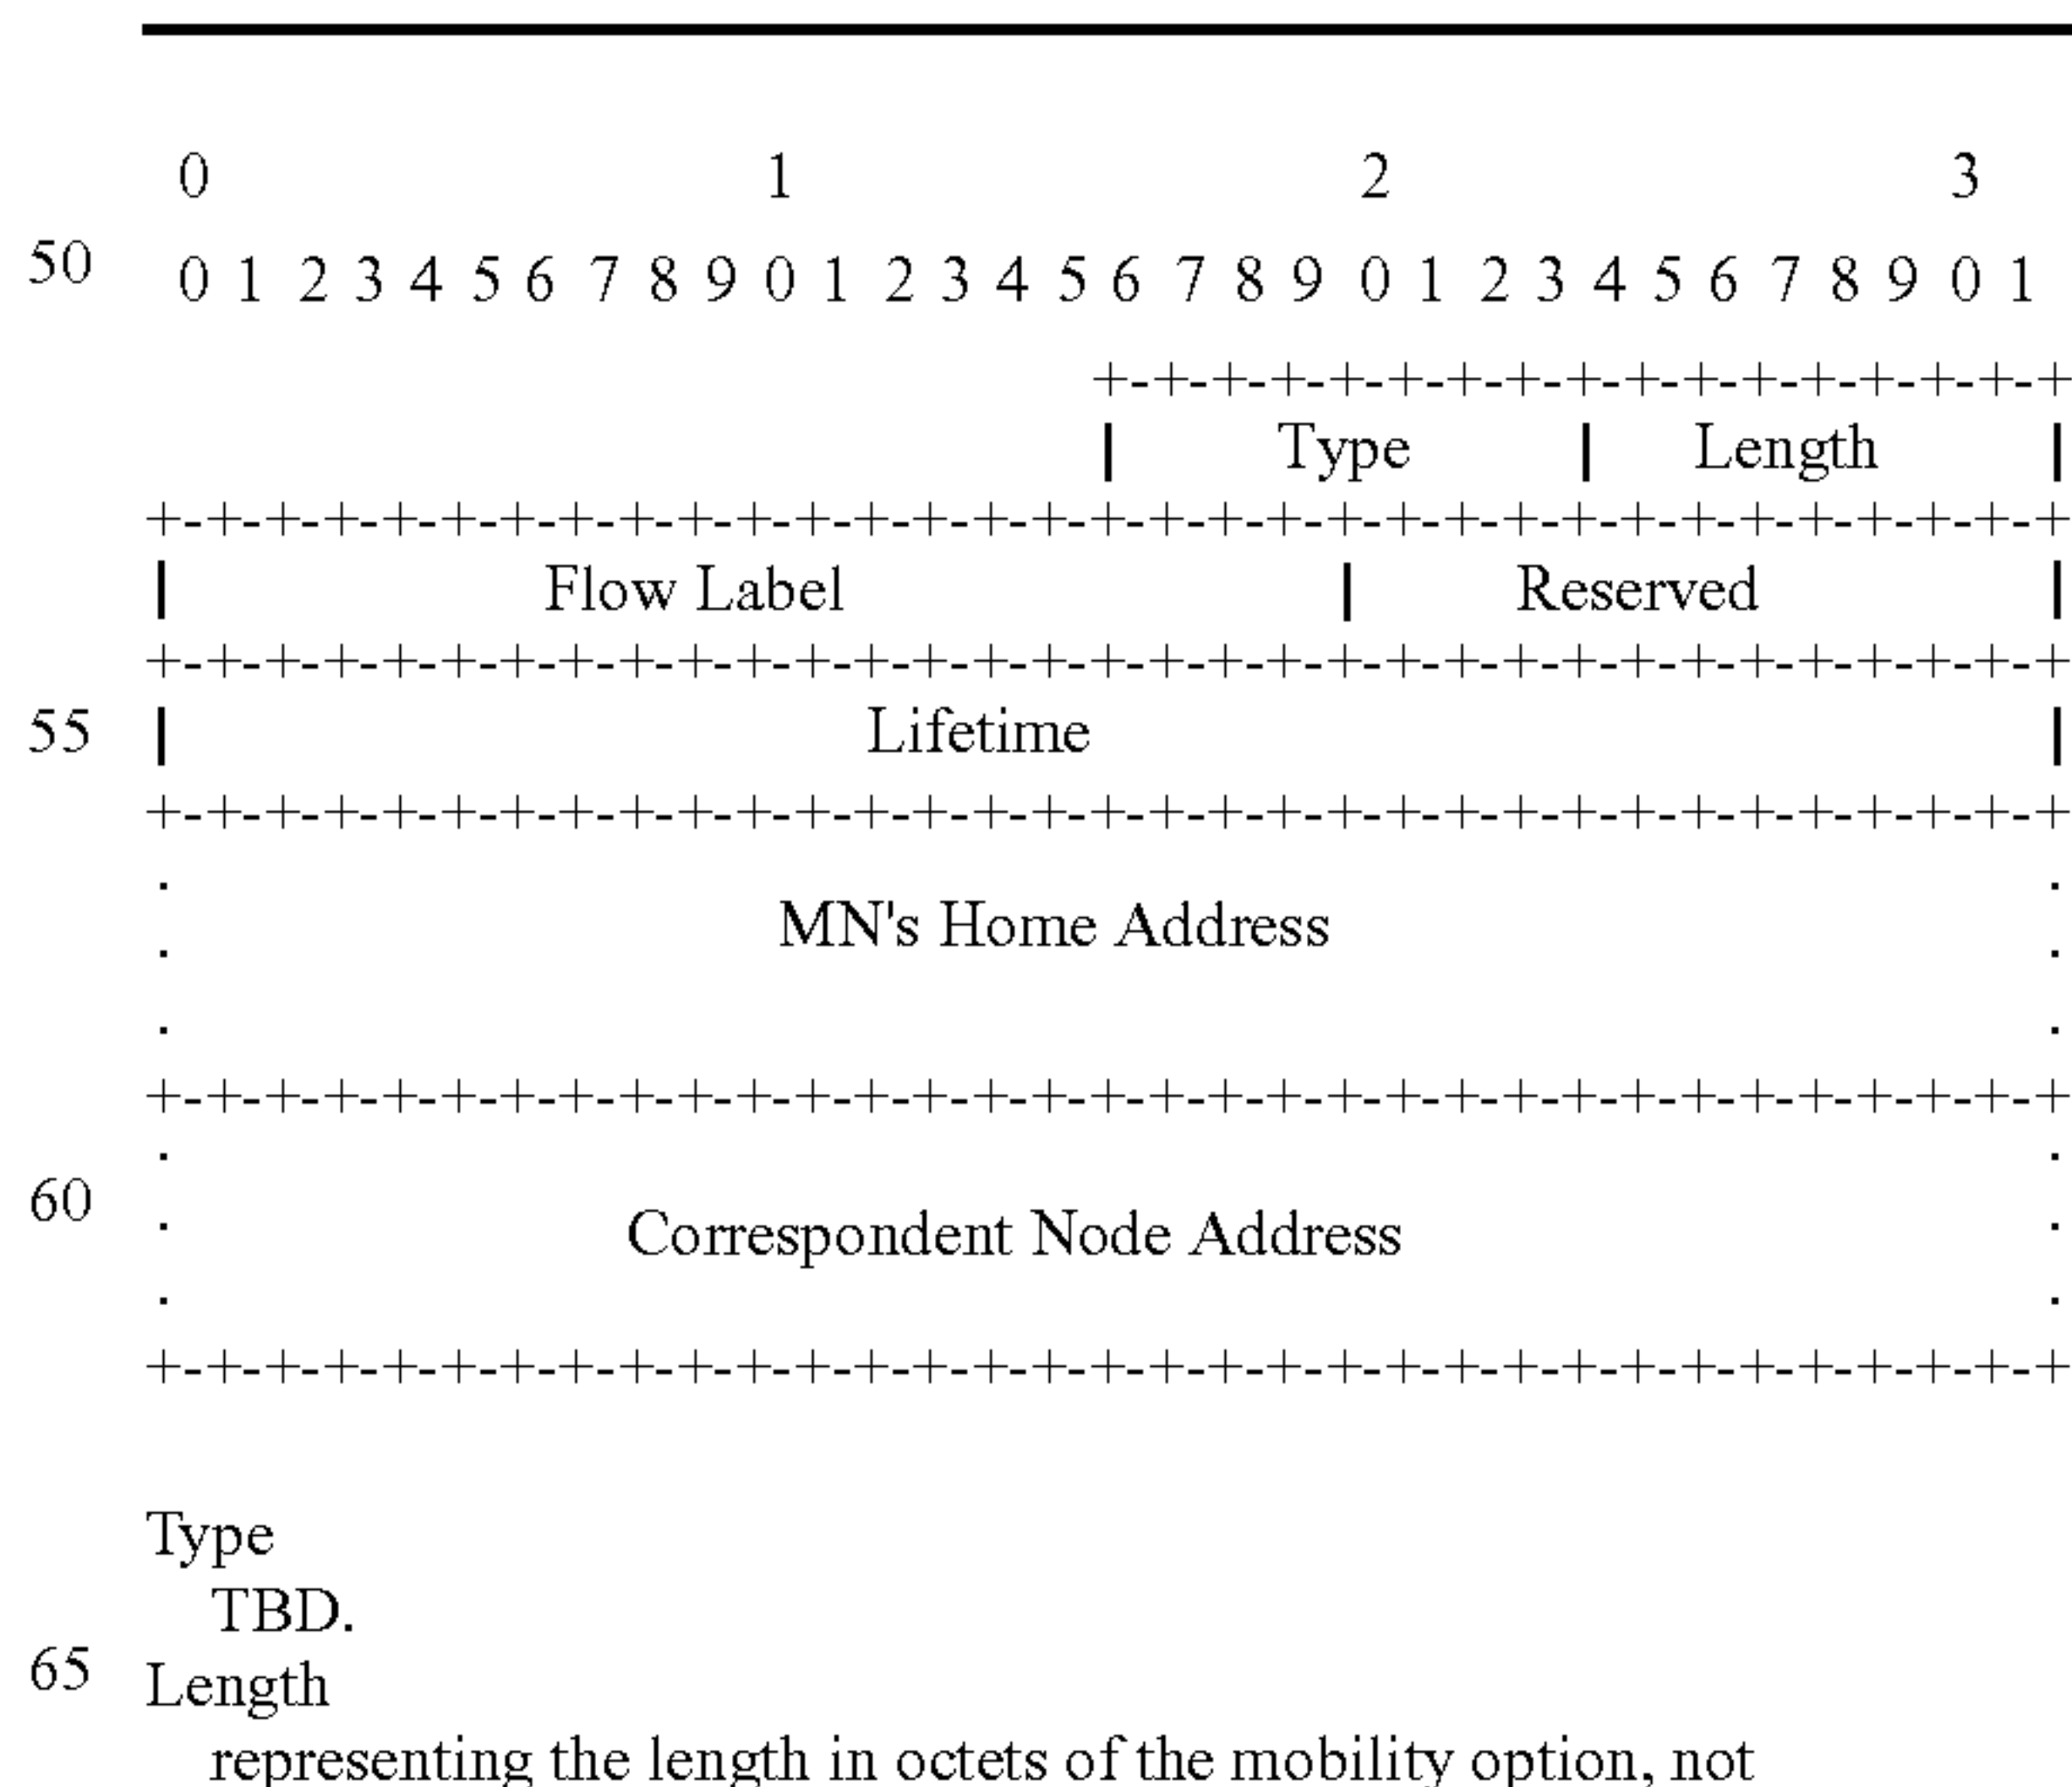 0 1 2 3
50 0 1 2 3 4 5 6 7 8 9 0 1 2 3 4 5 6 7 8 9 0 1 2 3 4 5 6 7 8 9 0 1
+-+-+-+-+-+-+-+-+-+-+-+-+-+-+-+-+
| Type | Length |
+-+-+-+-+-+-+-+-+-+-+-+-+-+-+-+-+-+-+-+-+-+-+-+-+-+-+-+-+-+-+-+-+
| Flow Label | Reserved |
+-+-+-+-+-+-+-+-+-+-+-+-+-+-+-+-+-+-+-+-+-+-+-+-+-+-+-+-+-+-+-+-+
55 | Lifetime |
+-+-+-+-+-+-+-+-+-+-+-+-+-+-+-+-+-+-+-+-+-+-+-+-+-+-+-+-+-+-+-+-+
. .
MN's Home Address
. .
. .
+-+-+-+-+-+-+-+-+-+-+-+-+-+-+-+-+-+-+-+-+-+-+-+-+-+-+-+-+-+-+-+-+
. .
60 . .
Correspondent Node Address
. .
+-+-+-+-+-+-+-+-+-+-+-+-+-+-+-+-+-+-+-+-+-+-+-+-+-+-+-+-+-+-+-+-+
Type
TBD.
65 Length
representing the length in octets of the mobility option, not